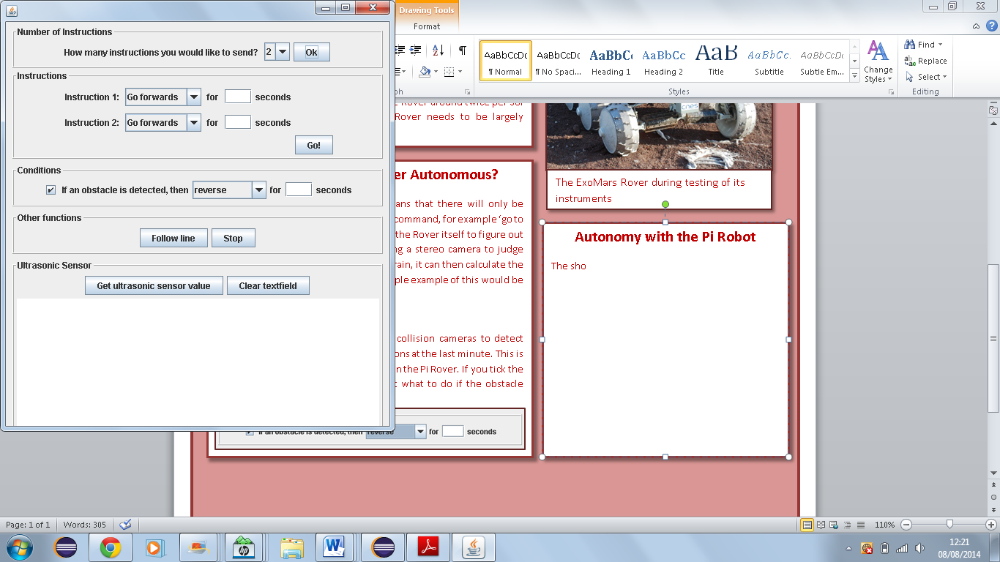 Number of Instructions
How many instructions you would like to send? 2 Ok
Instructions
Instruction 1: Go forwards for seconds
Instruction 2: Go forwards for seconds
Go!
Conditions
If an obstacle is detected, then reverse for seconds
Other functions
Follow line Stop
Ultrasonic Sensor
Get ultrasonic sensor value Clear textfield
Drawing Tools
Format
AaBbCcDc AaBbCcDc AaBbCc AaBbCc AaB AaBbCc. AaBbCcDc
¶ Normal ¶ No Spaci... Heading 1 Heading 2 Title Subtitle Subtle Em...
Change
Styles
Styles
Find
Replace
Select
Editing
Rover around twice per sol
Rover needs to be largely
er Autonomous?
ans that there will only be
command, for example ‘go to
the Rover itself to figure out
ng a stereo camera to judge
rain, it can then calculate the
ple example of this would be
collision cameras to detect
ons at the last minute. This is
n the Pi Rover. If you tick the
t what to do if the obstacle
If an obstacle is detected, then reverse for seconds
cnes
The ExoMars Rover during testing of its
instruments
Autonomy with the Pi Robot
The sho
Page: 1 of 1 Words: 305 110%
12:21
08/08/2014